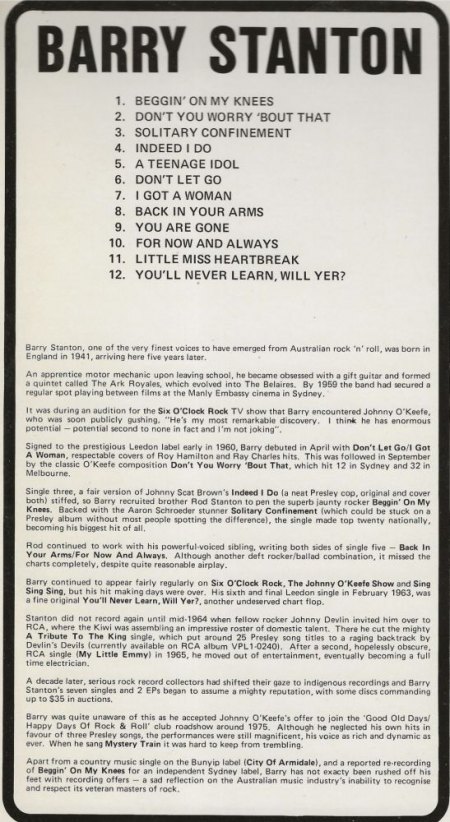 BARRY STANTON
1. BEGGIN' ON MY KNEES
2. DON'T YOU WORRY 'BOUT THAT
3. SOLITARY CONFINEMENT
4. INDEED I DO
5. A TEENAGE IDOL
6. DON'T LET GO
7. I GOT A WOMAN
8. BACK IN YOUR ARMS
9. YOU ARE GONE
10. FOR NOW AND ALWAYS
11. LITTLE MISS HEARTBREAK
12. YOU'LL NEVER LEARN, WILL YER?
Barry Stanton, one of the very finest voices to have emerged from Australian rock 'n' roll, was born in
England in 1941, arriving here five years later.
An apprentice motor mechanic upon leaving school, he became obsessed with a gift guitar and formed
a quintet called The Ark Royales, which evolved into The Belaires. By 1959 the band had secured a
regular spot playing between films at the Manly Embassy cinema in Sydney.
It was during an audition for the Six O'Clock Rock TV show that Barry encountered Johnny O'Keefe,
who was soon publicly gushing, "He's my most remarkable discovery. I think he has enormous
potential – potential second to none in fact and I'm not joking".
Signed to the prestigious Leedon label early in 1960, Barry debuted in April with Don't Let Go/I Got
A Woman, respectable covers of Roy Hamilton and Ray Charles hits. This was followed in September
by the classic O'Keefe composition Don't You Worry 'Bout That, which hit 12 in Sydney and 32 in
Melbourne.
Single three, a fair version of Johnny Scat Brown's Indeed I Do (a neat Presley cop, original and cover
both) stiffed, so Barry recruited brother Rod Stanton to pen the superb jaunty rocker Beggin' On My
Knees. Backed with the Aaron Schroeder stunner Solitary Confinement (which could be stuck on a
Presley album without most people spotting the difference), the single made top twenty nationally,
becoming his biggest hit of all.
Rod continued to work with his powerful-voiced sibling, writing both sides of single five – Back In
Your Arms/For Now And Always. Although another deft rocker/ballad combination, it missed the
charts completely, despite quite reasonable airplay.
Barry continued to appear fairly regularly on Six O'Clock Rock, The Johnny O'Keefe Show and Sing
Sing Sing, but his hit making days were over. His sixth and final Leedon single in February 1963, was
a fine original You'll Never Learn, Will Yer?, another undeserved chart flop.
Stanton did not record again until mid-1964 when fellow rocker Johnny Devlin invited him over to
RCA, where the Kiwi was assembling an impressive roster of domestic talent. There he cut the mighty
A Tribute To The King single, which put around 25 Presley song titles to a raging backtrack by
Devlin's Devils (currently available on RCA album VPL1-0240). After a second, hopelessly obscure,
RCA single (My Little Emmy) in 1965, he moved out of entertainment, eventually becoming a full
time electrician.
A decade later, serious rock record collectors had shifted their gaze to indigenous recordings and Barry
Stanton's seven singles and 2 EPs began to assume a mighty reputation, with some discs commanding
up to $35 in auctions.
Barry was quite unaware of this as he accepted Johnny O'Keefe's offer to join the 'Good Old Days/
Happy Days Of Rock & Roll' club roadshow around 1975. Although he neglected his own hits in
favour of three Presley songs, the performances were still magnificent, his voice as rich and dynamic as
ever. When he sang Mystery Train it was hard to keep from trembling.
Apart from a country music single on the Bunyip label (City Of Armidale), and a reported re-recording
of Beggin' On My Knees for an independent Sydney label, Barry has not exacty been rushed off his
feet with recording offers – a sad reflection on the Australian music industry's inability to recognise
and respect its veteran masters of rock.